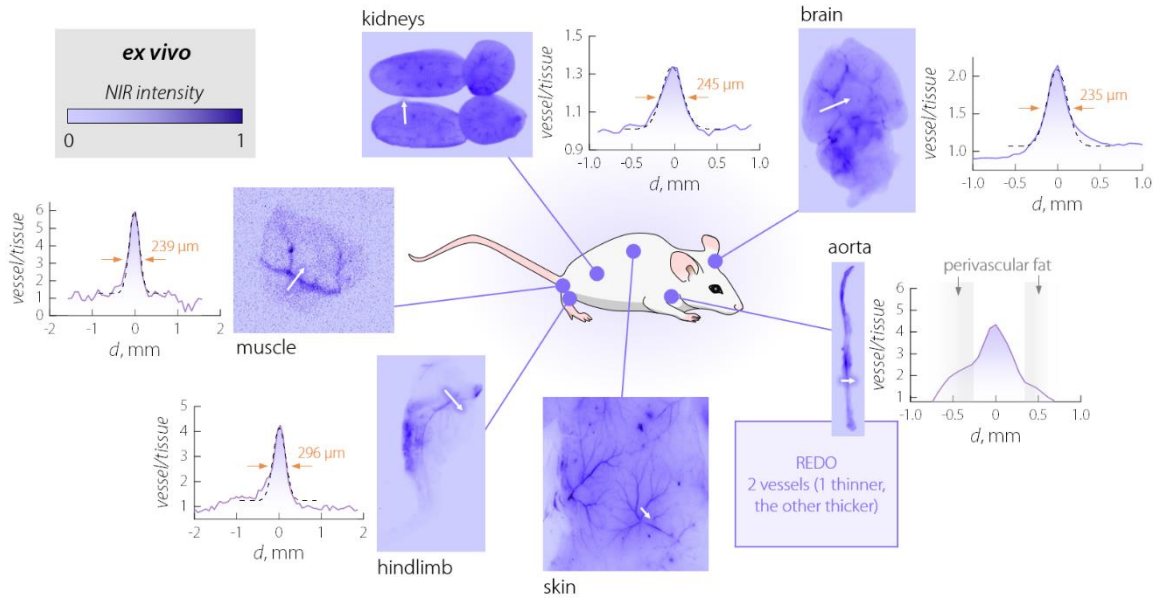 ex vivo
NIR intensity
0 1
kidneys
vessel/tissue
1.5
1.3
1.1
0.9
245 µm
-1.0 -0.5 0 0.5 1.0
d, mm
brain
vessel/tissue
2.0
1.5
1.0
235 µm
-1.0 -0.5 0 0.5 1.0
d, mm
vessel/tissue
6
5
4
3
2
1
0
239 µm
-2 -1 0 1 2
d, mm
muscle
aorta
perivascular fat
vessel/tissue
6
5
4
3
2
1
-1.0 -0.5 0 0.5 1.0
d, mm
vessel/tissue
5
4
3
2
1
296 µm
-2 -1 0 1 2
d, mm
hindlimb
skin
REDO
2 vessels (1 thinner,
the other thicker)